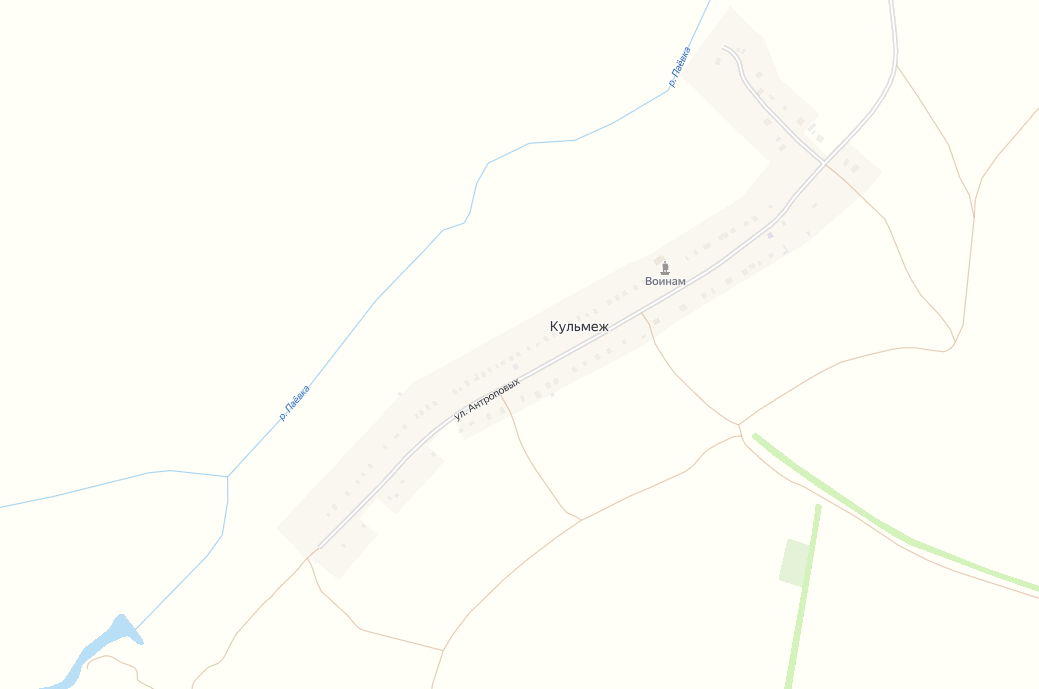 р. Паёвка
Воинам
Кульмеж
ул. Антроповых
р. Паёвка